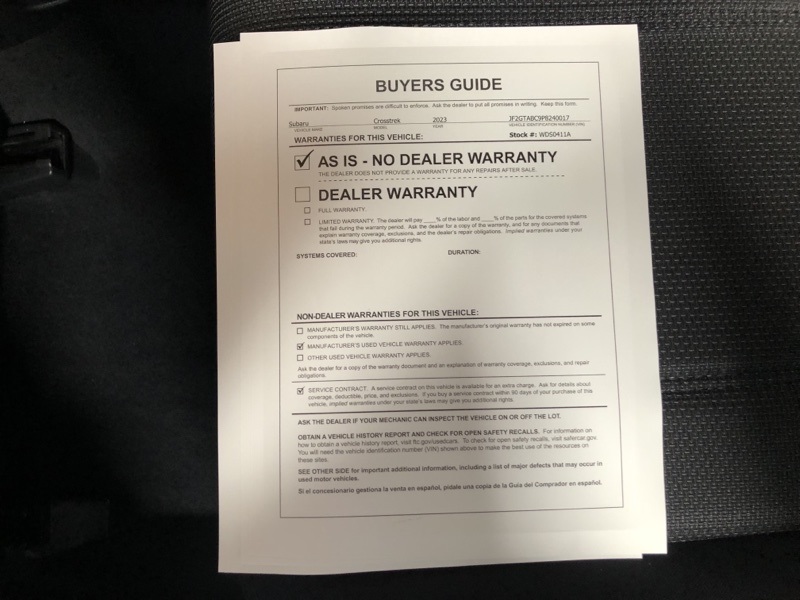 BUYERS GUIDE
IMPORTANT: Spoken promises are difficult to enforce. Ask the dealer to put all promises in writing. Keep this form.
Subaru Crosstrek 2023 JF2GTABC9P8240017
VEHICLE MAKE MODEL YEAR VEHICLE IDENTIFICATION NUMBER (VIN)
WARRANTIES FOR THIS VEHICLE: Stock #: WDS0411A
AS IS - NO DEALER WARRANTY
THE DEALER DOES NOT PROVIDE A WARRANTY FOR ANY REPAIRS AFTER SALE.
DEALER WARRANTY
FULL WARRANTY.
LIMITED WARRANTY. The dealer will pay ____% of the labor and ____% of the parts for the covered systems
that fail during the warranty period. Ask the dealer for a copy of the warranty, and for any documents that
explain warranty coverage, exclusions, and the dealer's repair obligations. Implied warranties under your
state's laws may give you additional rights.
SYSTEMS COVERED: DURATION:
NON-DEALER WARRANTIES FOR THIS VEHICLE:
MANUFACTURER'S WARRANTY STILL APPLIES. The manufacturer's original warranty has not expired on some
components of the vehicle.
MANUFACTURER'S USED VEHICLE WARRANTY APPLIES.
OTHER USED VEHICLE WARRANTY APPLIES.
Ask the dealer for a copy of the warranty document and an explanation of warranty coverage, exclusions, and repair
obligations.
SERVICE CONTRACT. A service contract on this vehicle is available for an extra charge. Ask for details about
coverage, deductible, price, and exclusions. If you buy a service contract within 90 days of your purchase of this
vehicle, implied warranties under your state's laws may give you additional rights.
ASK THE DEALER IF YOUR MECHANIC CAN INSPECT THE VEHICLE ON OR OFF THE LOT.
OBTAIN A VEHICLE HISTORY REPORT AND CHECK FOR OPEN SAFETY RECALLS. For information on
how to obtain a vehicle history report, visit ftc.gov/usedcars. To check for open safety recalls, visit safercar.gov.
You will need the vehicle identification number (VIN) shown above to make the best use of the resources on
these sites.
SEE OTHER SIDE for important additional information, including a list of major defects that may occur in
used motor vehicles.
Si el concesionario gestiona la venta en español, pídale una copia de la Guía del Comprador en español.